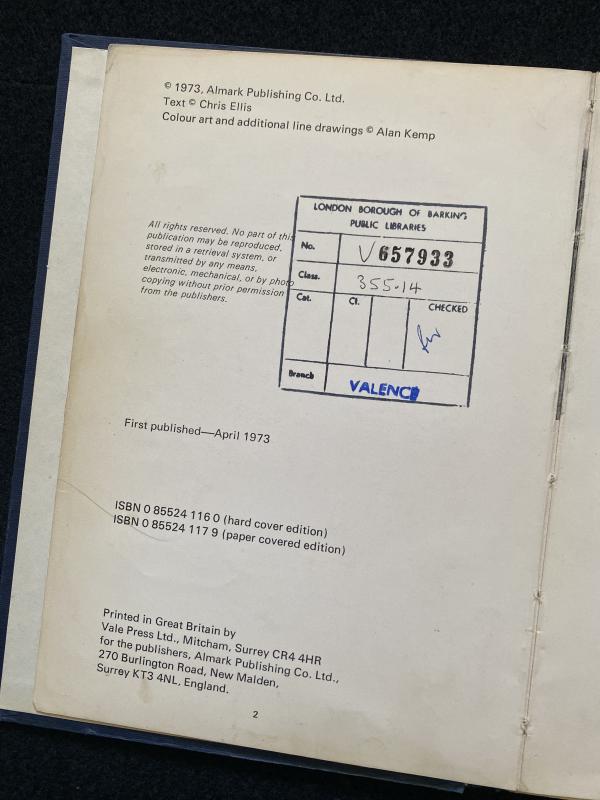 © 1973, Almark Publishing Co. Ltd.
Text © Chris Ellis
Colour art and additional line drawings © Alan Kemp
All rights reserved. No part of this
publication may be reproduced,
stored in a retrieval system, or
transmitted by any means,
electronic, mechanical, or by photo
copying without prior permission
from the publishers.
LONDON BOROUGH OF BARKING
PUBLIC LIBRARIES
No. V 657933
Class. 355.14
Cat. Cl. CHECKED
Branch VALENCE
First published—April 1973
ISBN 0 85524 116 0 (hard cover edition)
ISBN 0 85524 117 9 (paper covered edition)
Printed in Great Britain by
Vale Press Ltd., Mitcham, Surrey CR4 4HR
for the publishers, Almark Publishing Co. Ltd.,
270 Burlington Road, New Malden,
Surrey KT3 4NL, England.
2